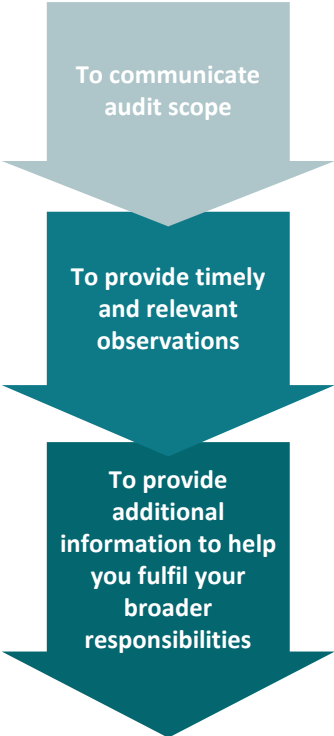 To communicate
audit scope
To provide timely
and relevant
observations
To provide
additional
information to help
you fulfil your
broader
responsibilities